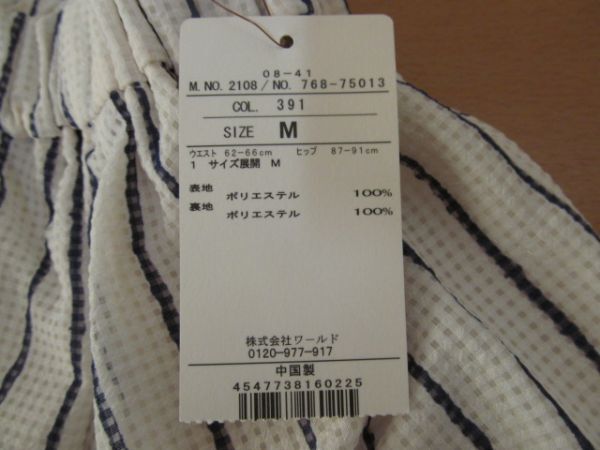 08-41
M.NO. 2108/NO. 768-75013
COL. 391
SIZE M
ウエスト 62-66cm ヒップ 87-91cm
1 サイズ展開 M
表地 ポリエステル 100%
裏地 ポリエステル 100%
株式会社ワールド
0120-977-917
中国製
4547738160225